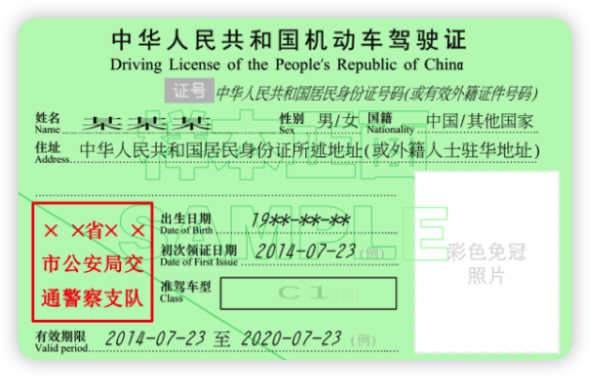 中华人民共和国机动车驾驶证
Driving License of the People's Republic of China
证号 中华人民共和国居民身份证号码(或有效外籍证件号码)
姓名 某某某 性别 男/女 国籍 中国/其他国家
Name Sex Nationality
住址 中华人民共和国居民身份证所述地址(或外籍人士驻华地址)
Address
样本图
SAMPLE
× ×省× ×
市公安局交
通警察支队
出生日期 19**-**-**
Date of Birth
初次领证日期 2014-07-23 (例)
Date of First Issue
准驾车型 C1 (例)
Class
彩色免冠
照片
有效期限 2014-07-23 至 2020-07-23 (例)
Valid period